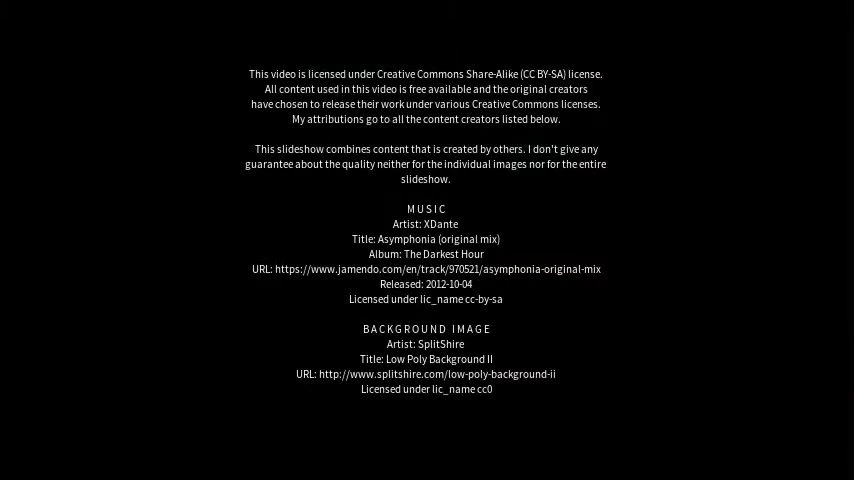 This video is licensed under Creative Commons Share-Alike (CC BY-SA) license.
All content used in this video is free available and the original creators
have chosen to release their work under various Creative Commons licenses.
My attributions go to all the content creators listed below.
This slideshow combines content that is created by others. I don't give any
guarantee about the quality neither for the individual images nor for the entire
slideshow.
MUSIC
Artist: XDante
Title: Asymphonia (original mix)
Album: The Darkest Hour
URL: https://www.jamendo.com/en/track/970521/asymphonia-original-mix
Released: 2012-10-04
Licensed under lic_name cc-by-sa
BACKGROUND IMAGE
Artist: SplitShire
Title: Low Poly Background II
URL: http://www.splitshire.com/low-poly-background-ii
Licensed under lic_name cc0